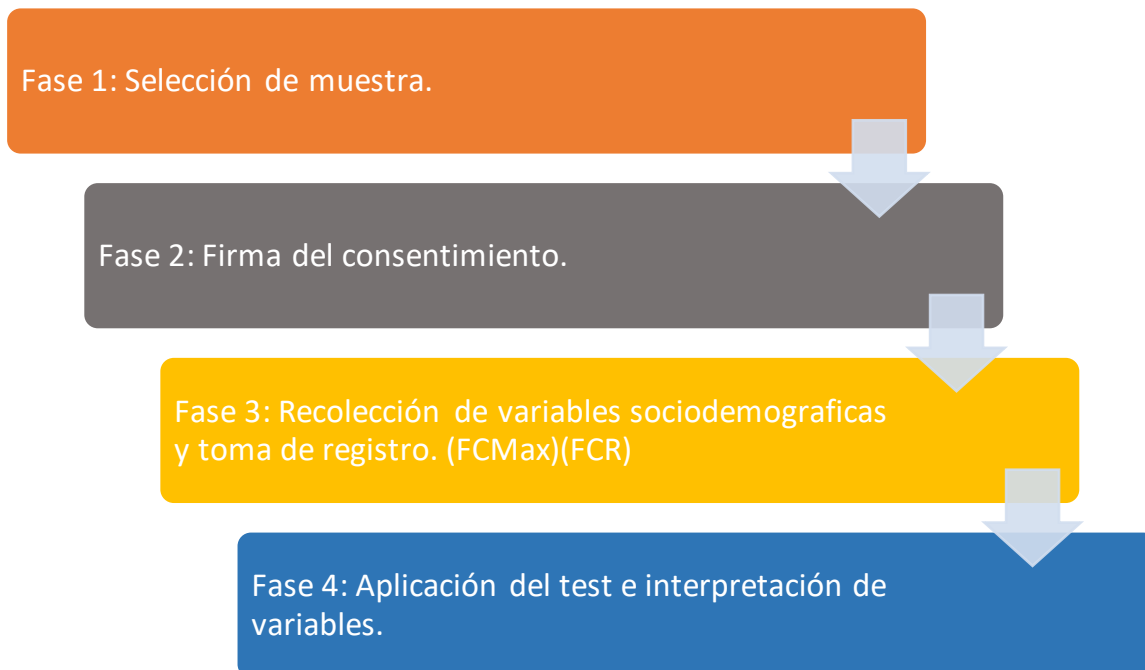 Fase 1: Selección de muestra.
Fase 2: Firma del consentimiento.
Fase 3: Recolección de variables sociodemograficas
y toma de registro. (FCMax)(FCR)
Fase 4: Aplicación del test e interpretación de
variables.